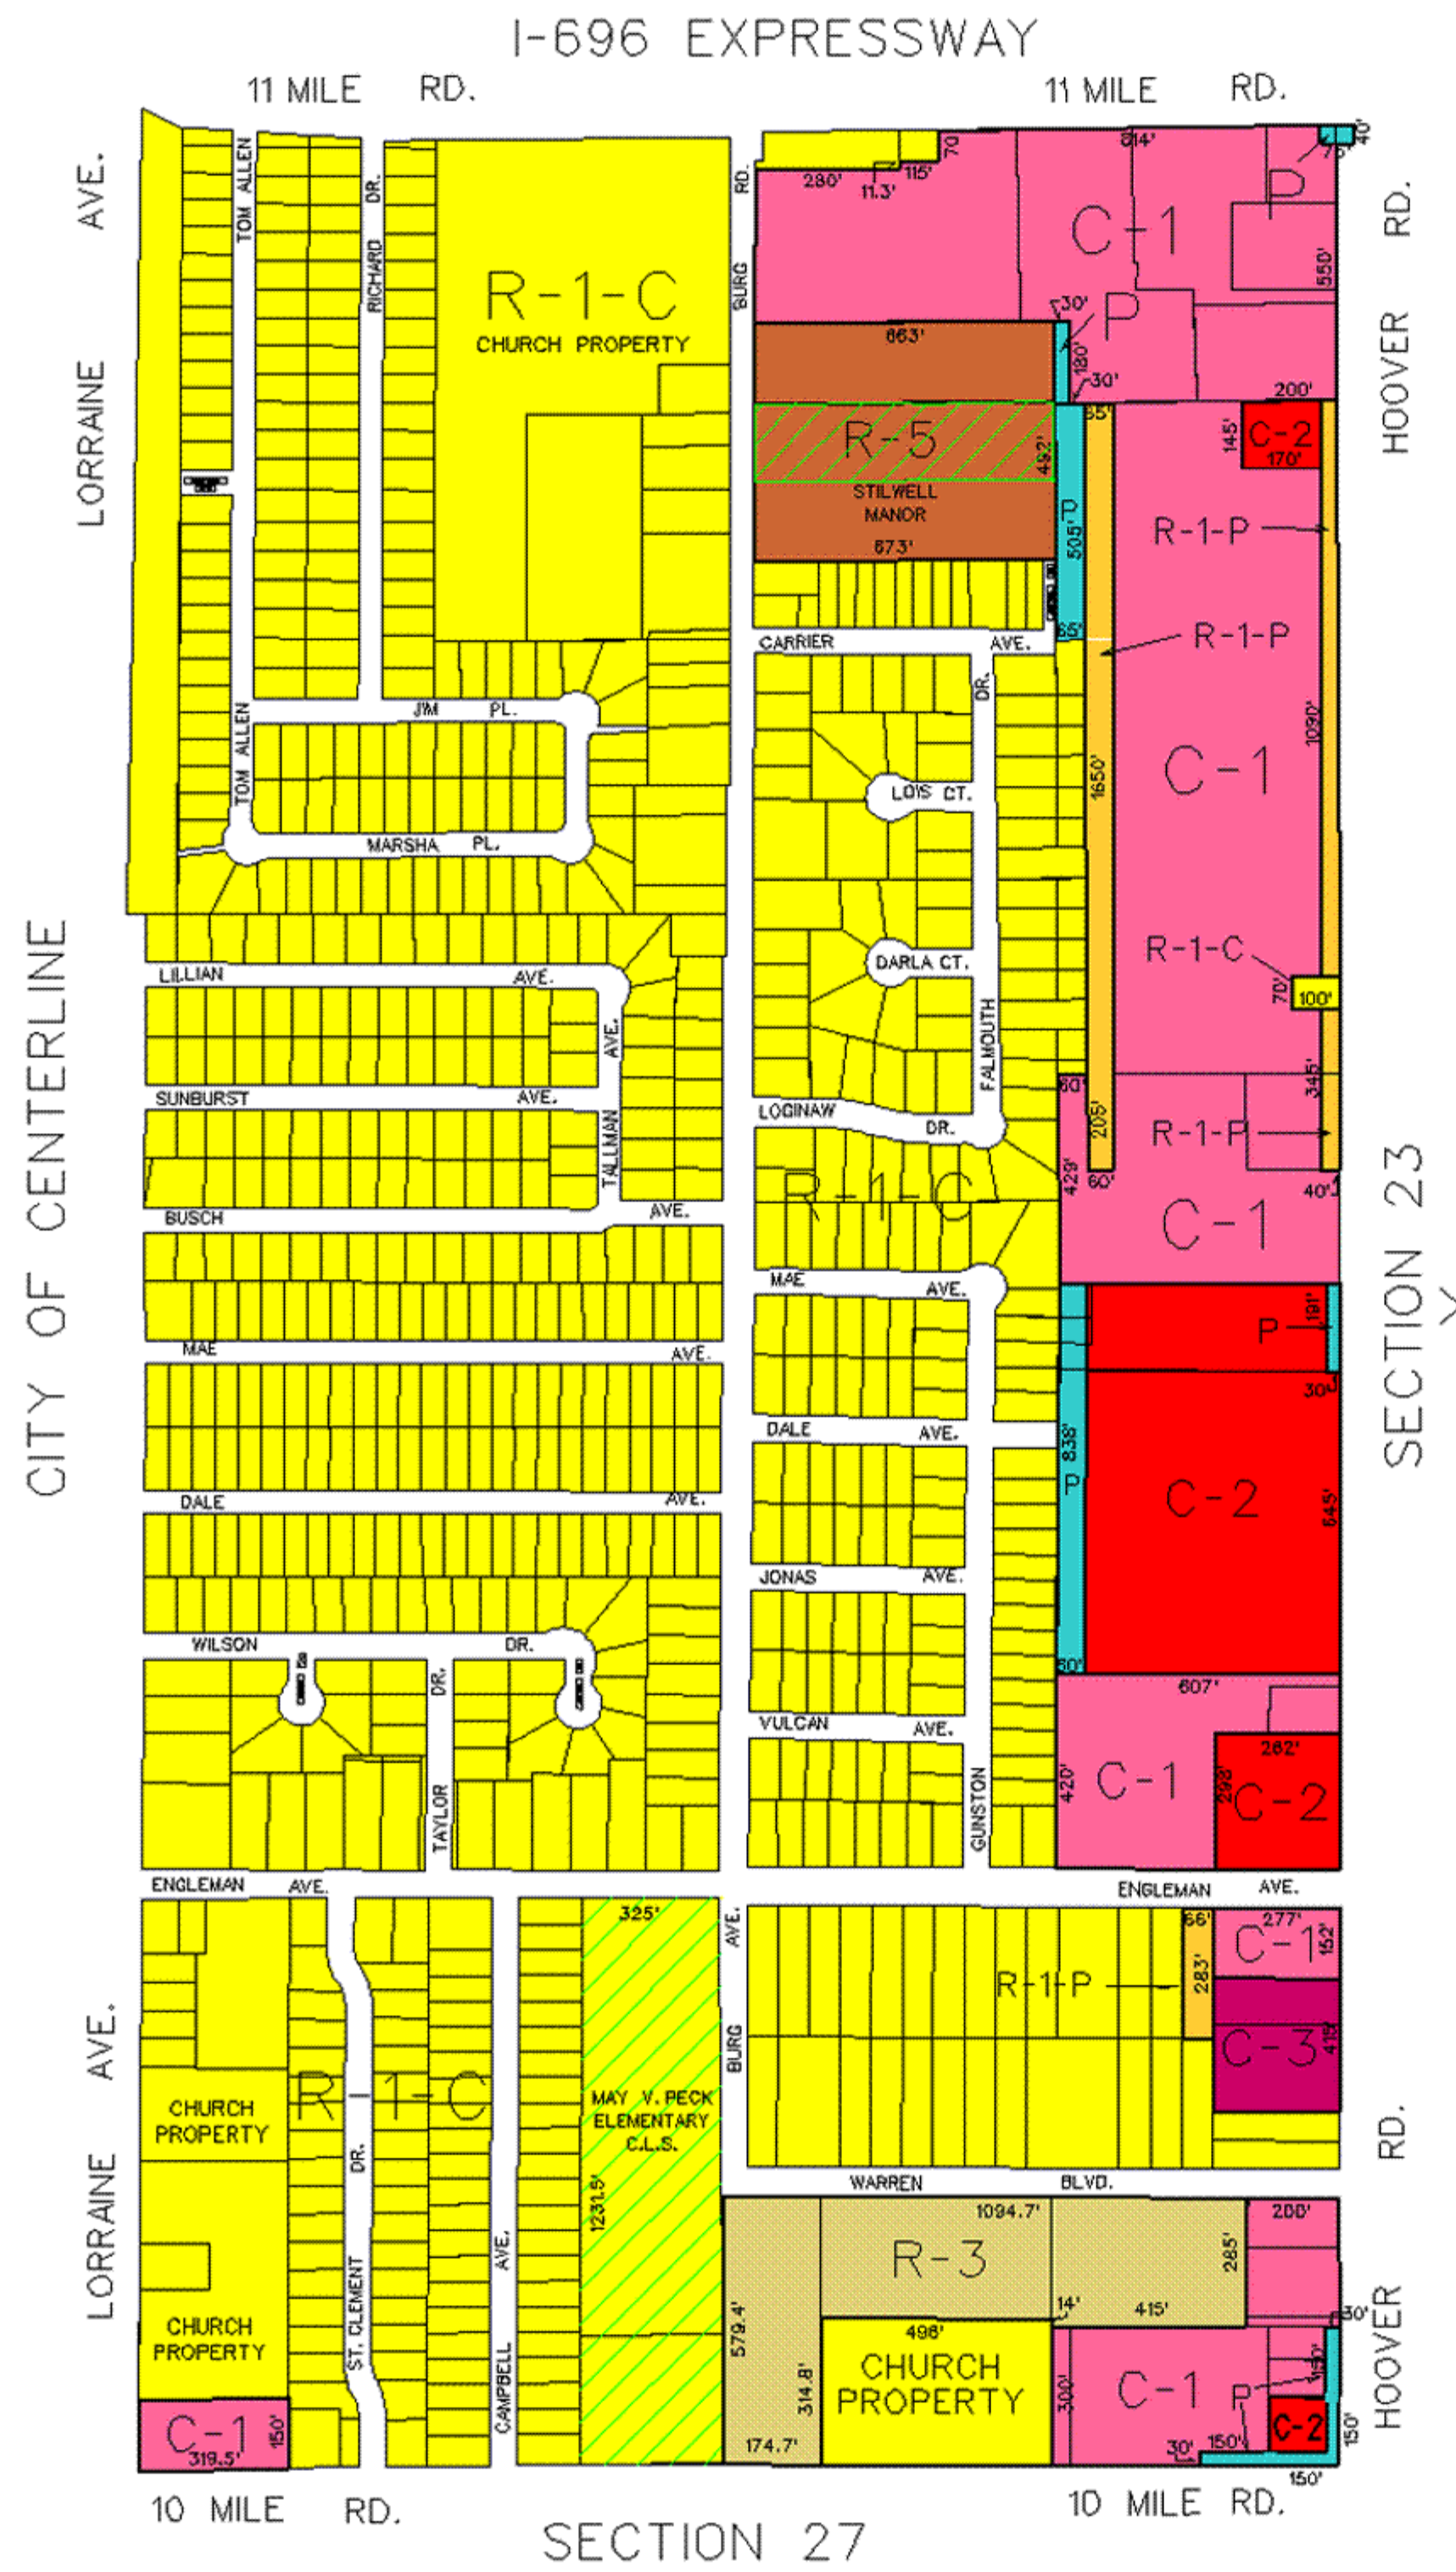 I-696 EXPRESSWAY
11 MILE RD.
11 MILE RD.
LORRAINE AVE.
TOM ALLEN
RICHARD DR.
R-1-C
CHURCH PROPERTY
BURG RD.
280'
11.3'
115'
70
614'
75'
40'
P
C-1
550'
HOOVER RD.
663'
30'
P
180'
30'
R-5
492'
STILWELL
MANOR
673'
P
505'
65'
65'
200'
145'
C-2
170'
R-1-P
R-1-P
CARRIER AVE.
DR.
JIM PL.
TOM ALLEN
MARSHA PL.
LOIS CT.
1650'
C-1
1090'
CITY OF CENTERLINE
DARLA CT.
R-1-C
70'
100'
LILLIAN AVE.
AVE.
FALMOUTH
345'
SUNBURST AVE.
TALLMAN
LOGINAW DR.
60'
205'
R-1-P
429'
60'
40'
R-1-C
BUSCH AVE.
C-1
SECTION 23
MAE AVE.
191'
P
30'
MAE AVE.
DALE AVE.
838'
P
C-2
645'
DALE AVE.
JONAS AVE.
WILSON DR.
60'
607'
DR.
VULCAN AVE.
262'
420'
C-1
298'
C-2
TAYLOR
GUNSTON
ENGLEMAN AVE.
ENGLEMAN AVE.
325'
AVE.
66'
277'
C-1
152'
R-1-P
283'
BURG
C-3
415'
LORRAINE AVE.
R-1-C
CHURCH
PROPERTY
MAY V. PECK
ELEMENTARY
C.L.S.
DR.
1231.5'
RD.
WARREN BLVD.
1094.7'
200'
R-3
285'
AVE.
ST. CLEMENT
14'
415'
30'
CHURCH
PROPERTY
579.4'
496'
CHURCH
PROPERTY
314.8'
300'
C-1
P
150'
HOOVER
CAMPBELL
C-1
150'
319.5'
174.7'
C-2
30'
150'
150'
150'
10 MILE RD.
10 MILE RD.
SECTION 27